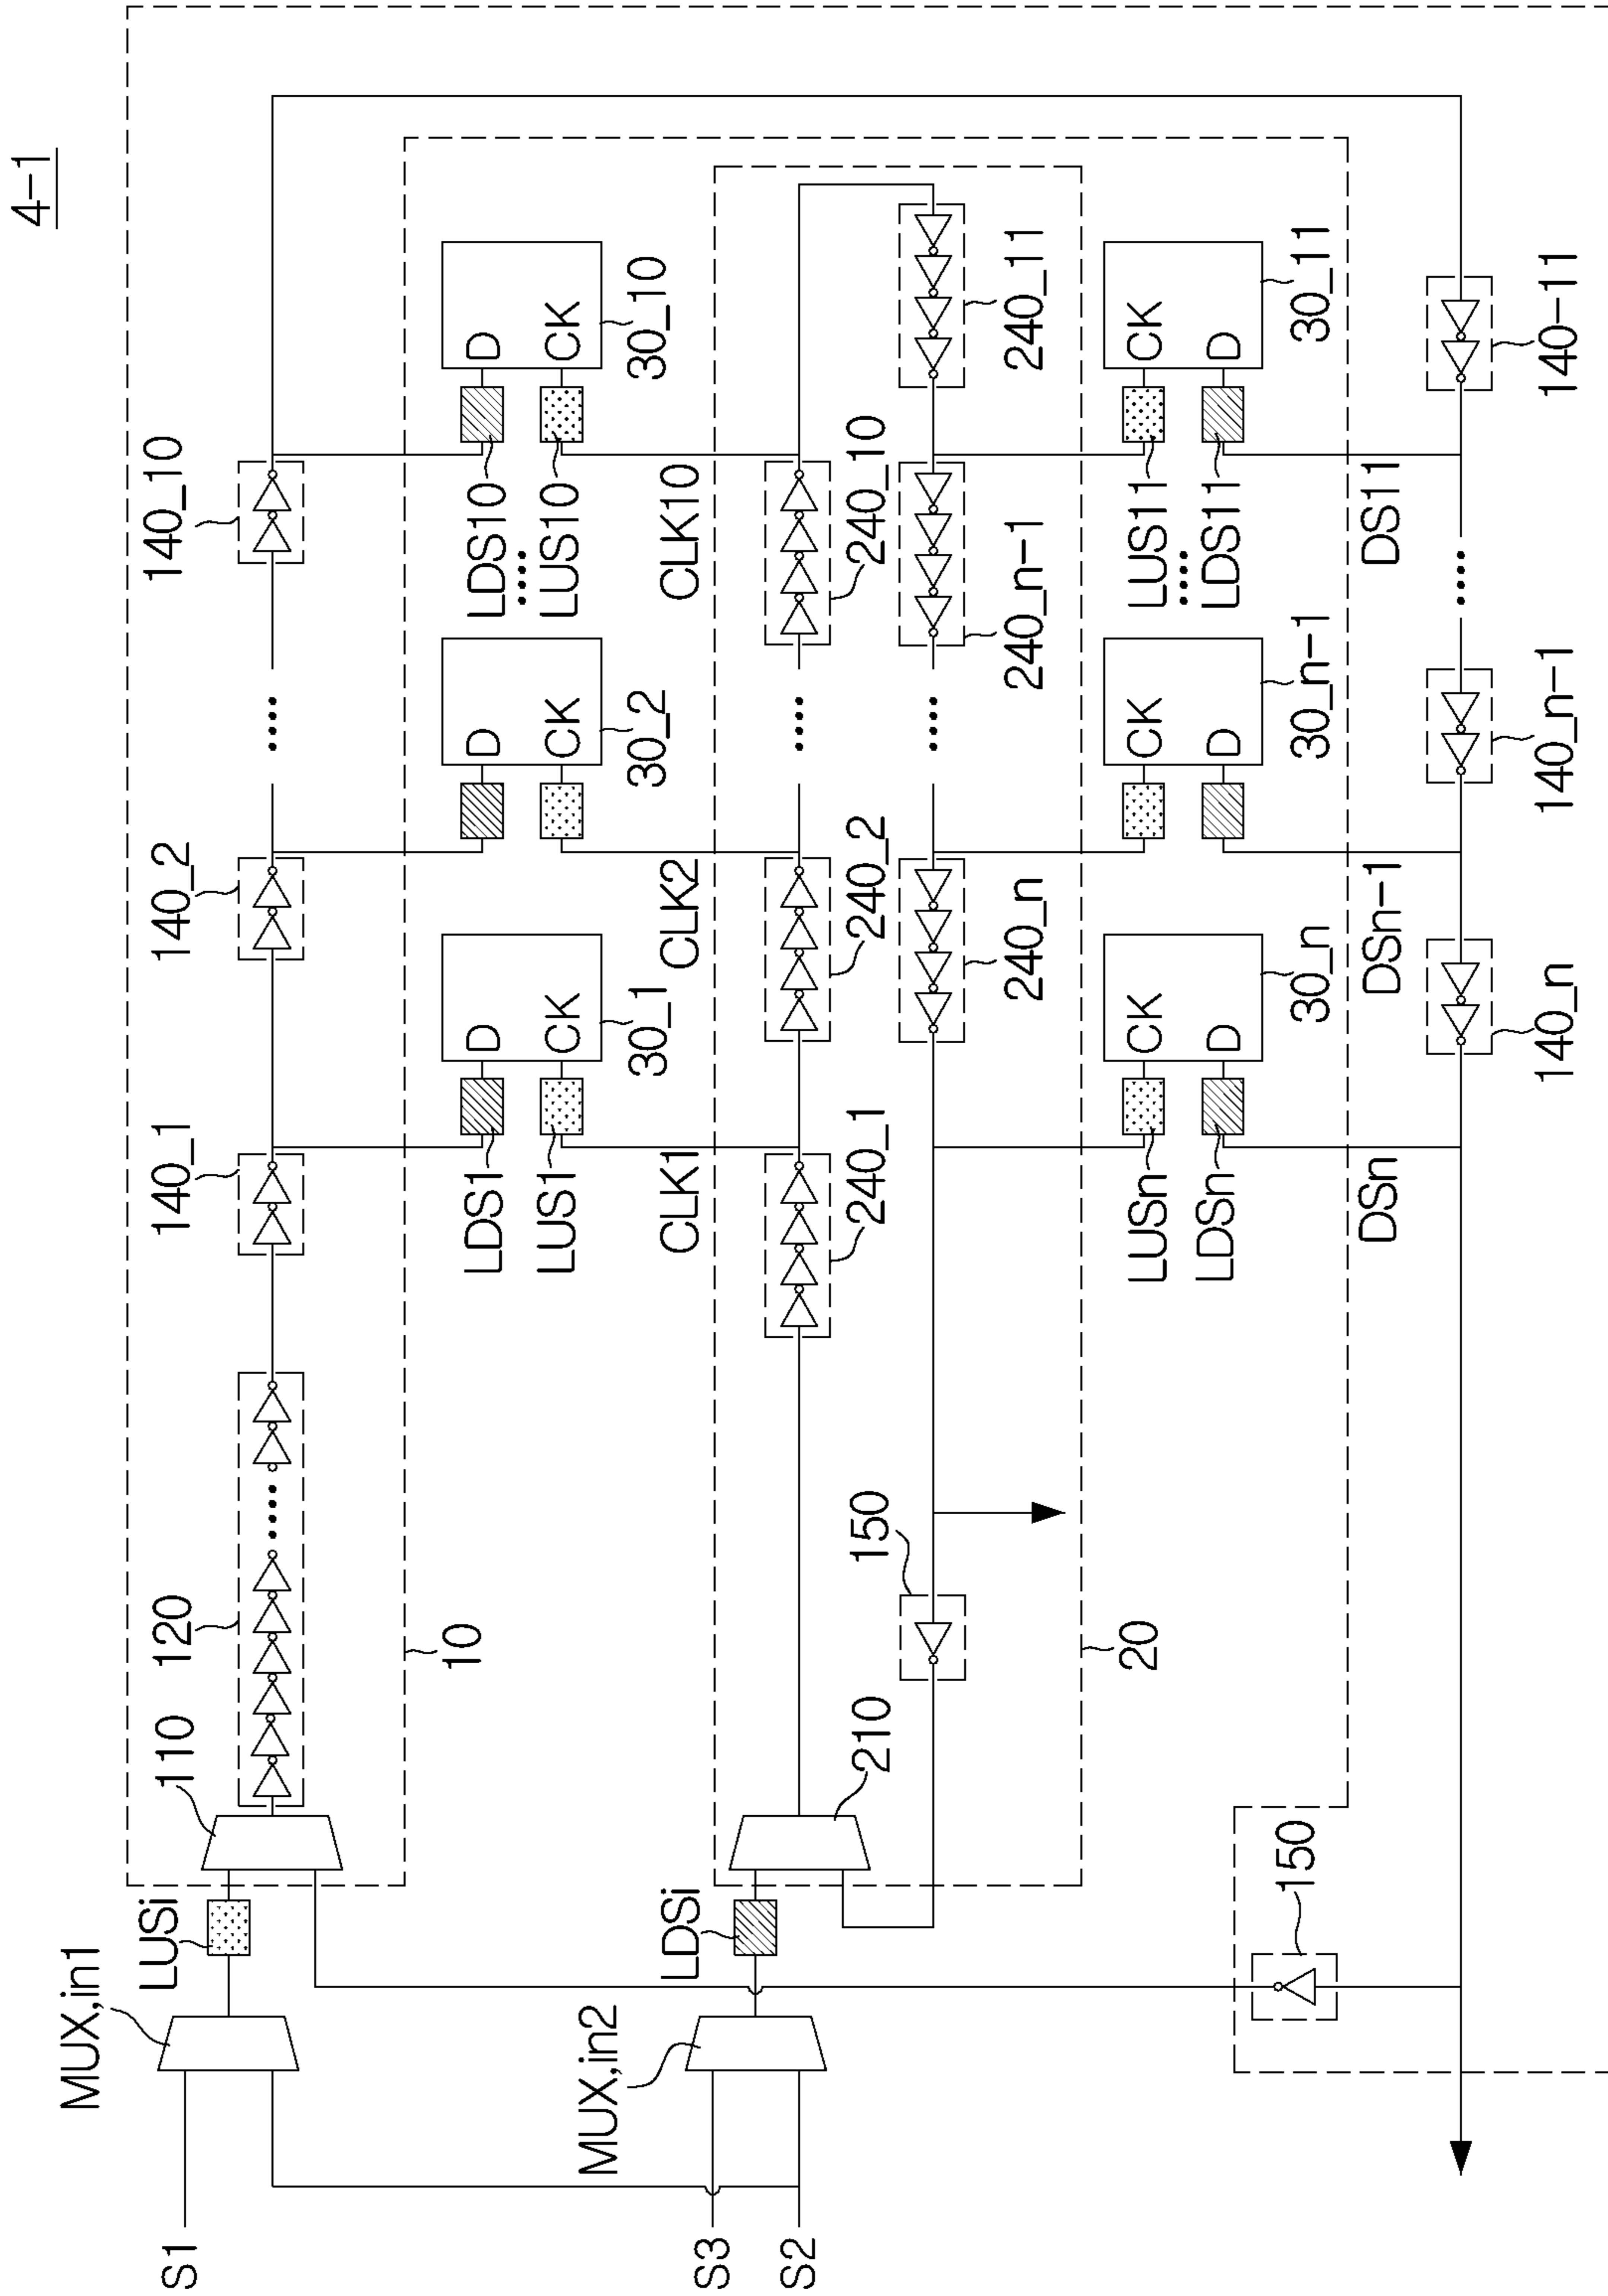 4-1
MUX,in1
LUSi
110
120
140_1
140_2
140_10
S1
10
LDS1
LUS1
D
CK
30_1
D
CK
30_2
LDS10
LUS10
D
CK
30_10
MUX,in2
LDSi
CLK1
CLK2
CLK10
S3
S2
210
150
240_1
240_2
240_10
240_n
240_n-1
240_11
20
LUSn
LDSn
CK
D
30_n
CK
D
30_n-1
LUS11
LDS11
CK
D
30_11
150
DSn
DSn-1
DS11
140_n
140_n-1
140-11